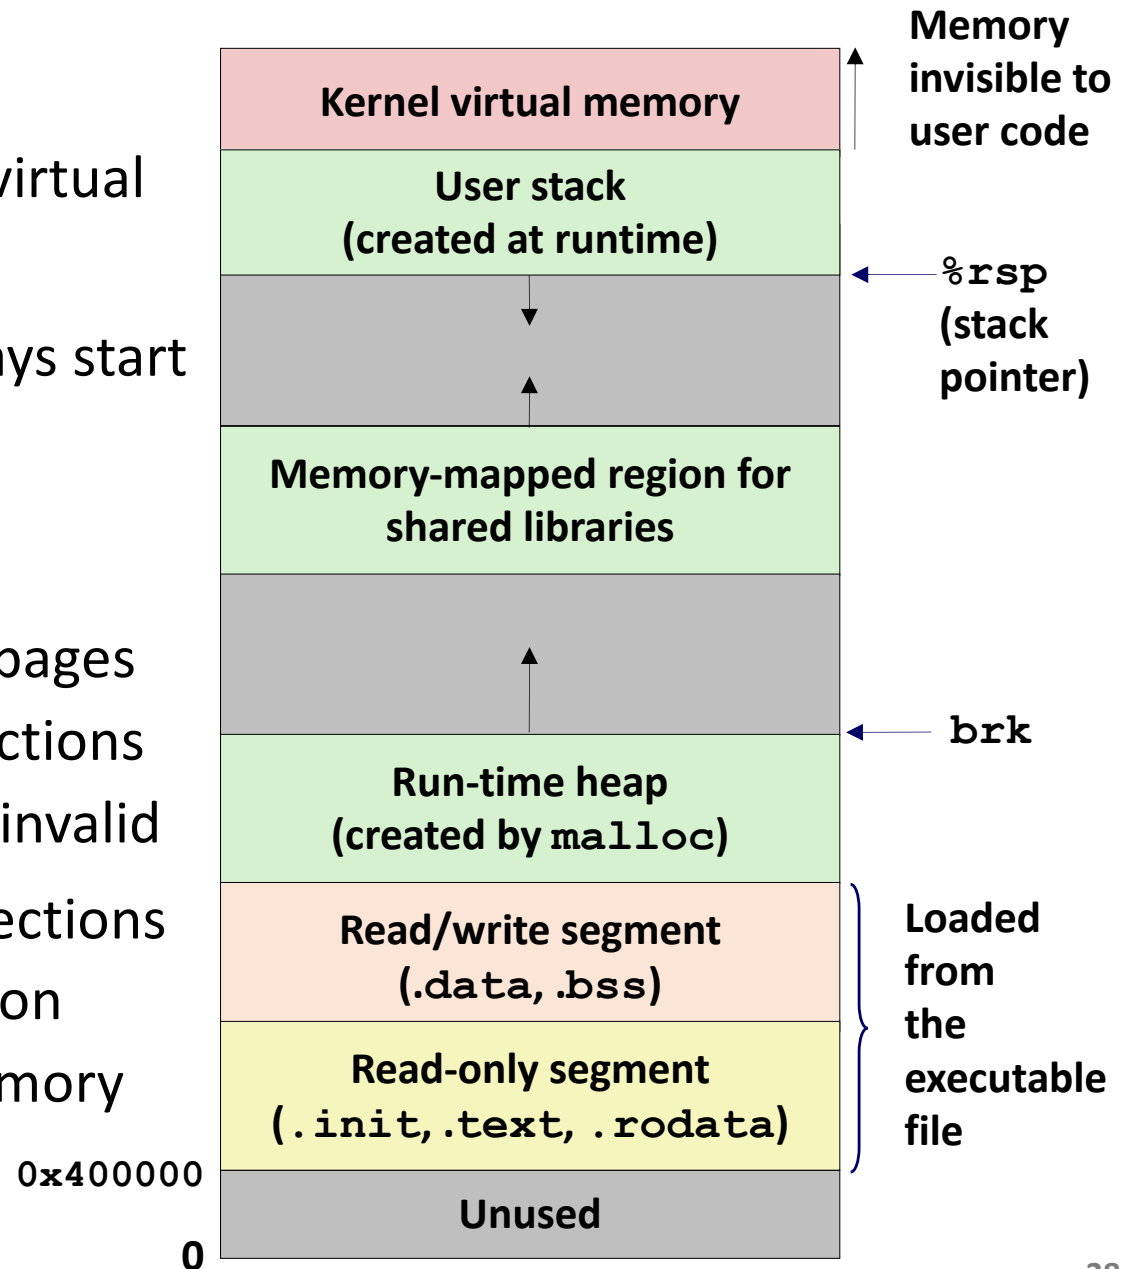 virtual
ays start
pages
ctions
invalid
ections
on
mory
0x400000
0
Kernel virtual memory
User stack
(created at runtime)
Memory-mapped region for
shared libraries
Run-time heap
(created by malloc)
Read/write segment
(.data, .bss)
Read-only segment
(.init, .text, .rodata)
Unused
Memory
invisible to
user code
%rsp
(stack
pointer)
brk
Loaded
from
the
executable
file